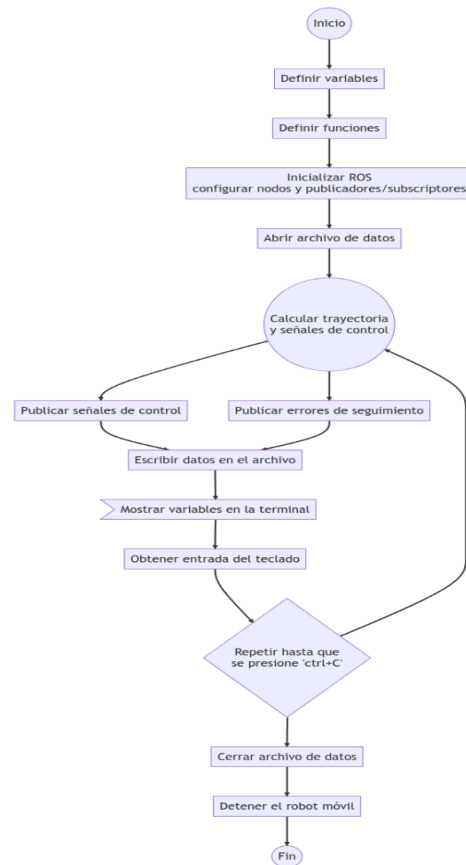 Inicio
Definir variables
Definir funciones
Inicializar ROS
configurar nodos y publicadores/subscriptores
Abrir archivo de datos
Calcular trayectoria
y señales de control
Publicar señales de control
Publicar errores de seguimiento
Escribir datos en el archivo
Mostrar variables en la terminal
Obtener entrada del teclado
Repetir hasta que
se presione 'ctrl+C'
Cerrar archivo de datos
Detener el robot móvil
Fin